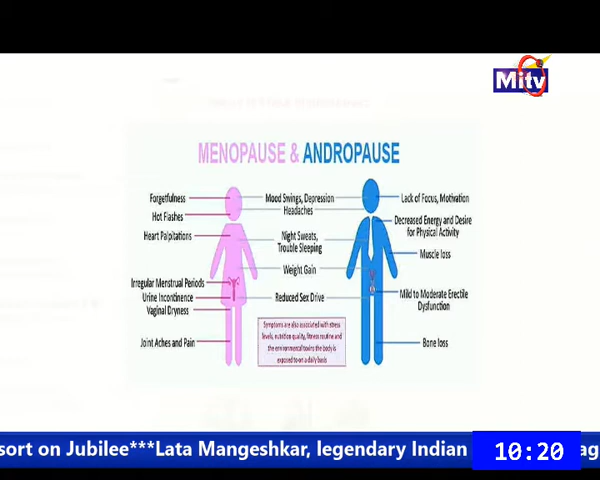 Mitv
MENOPAUSE & ANDROPAUSE
Forgetfulness
Hot Flashes
Heart Palpitations
Irregular Menstrual Periods
Urine Incontinence
Vaginal Dryness
Joint Aches and Pain
Mood Swings, Depression
Headaches
Night Sweats,
Trouble Sleeping
Weight Gain
Reduced Sex Drive
Symptoms are also associated with stress
levels, nutrition quality, fitness routine and
the environmental toxins the body is
exposed to on a daily basis
Lack of Focus, Motivation
Decreased Energy and Desire
for Physical Activity
Muscle loss
Mild to Moderate Erectile
Dysfunction
Bone loss
sort on Jubilee***Lata Mangeshkar, legendary Indian
10:20
ag